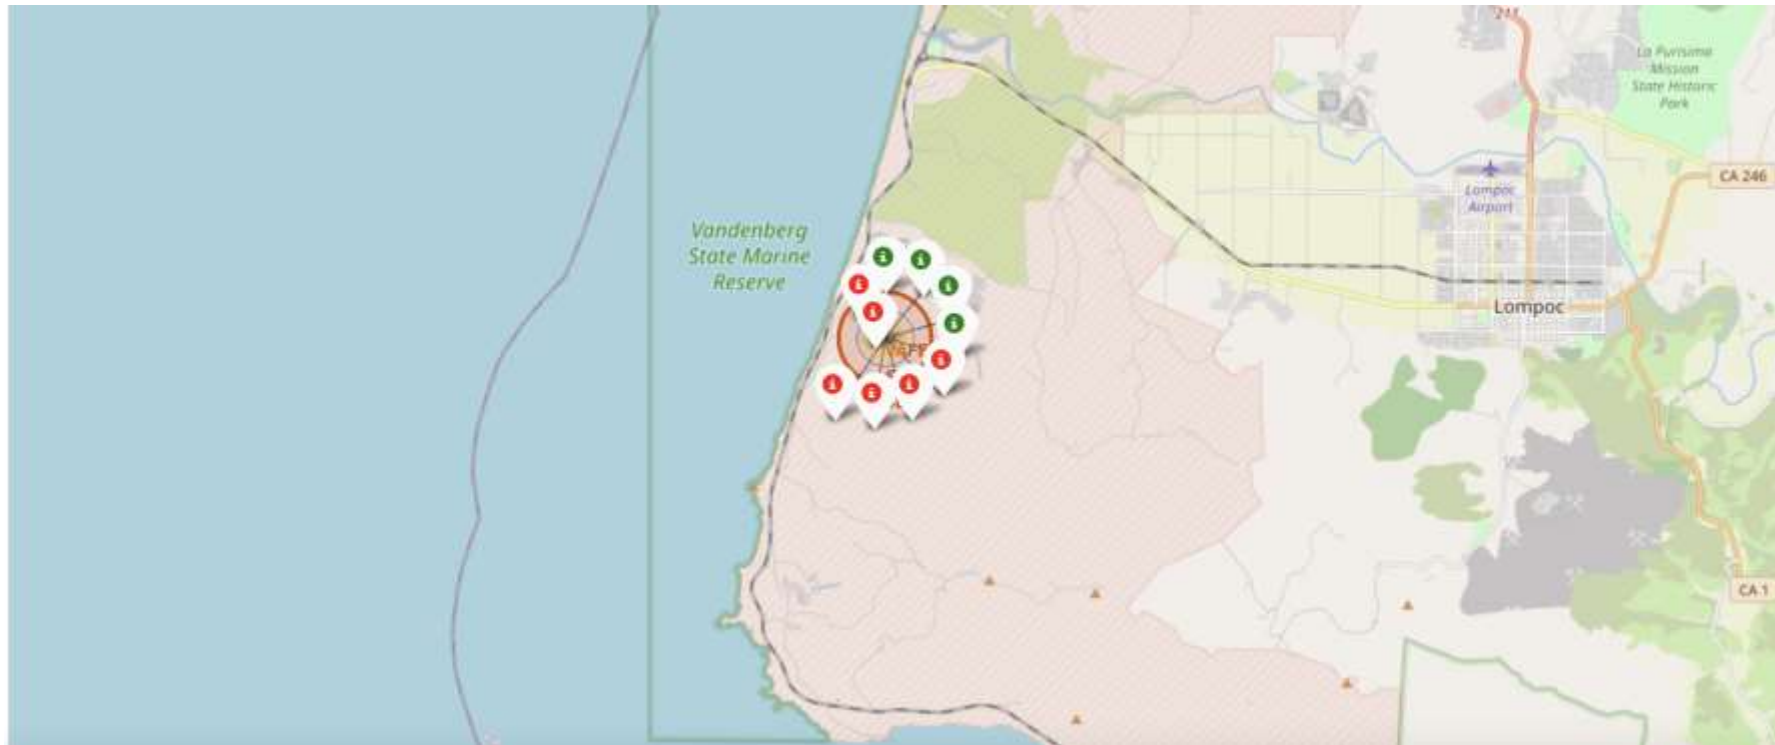 La Purisima
Mission
State Historic
Park
CA 246
Lompoc
Airport
Vandenberg
State Marine
Reserve
Lompoc
CA 1